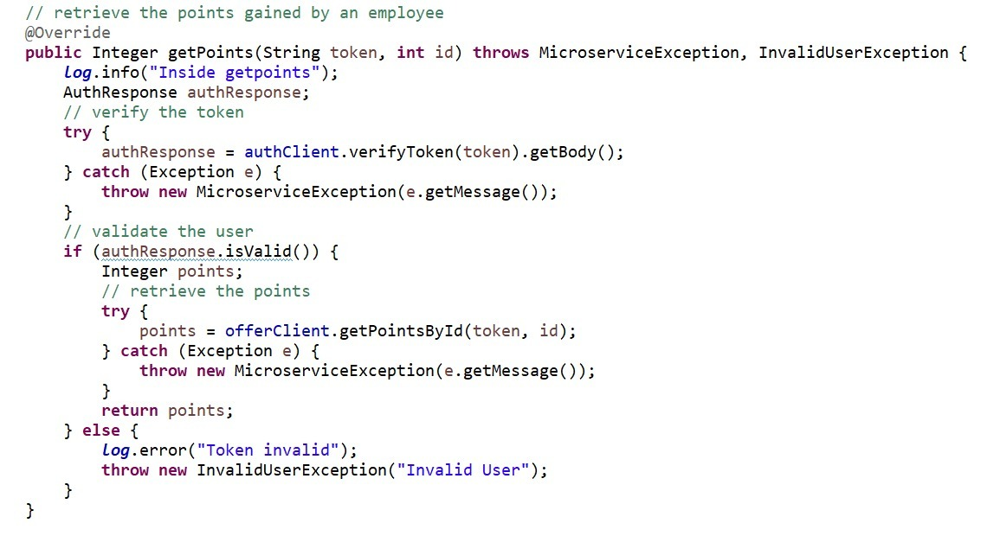 // retrieve the points gained by an employee
@Override
public Integer getPoints(String token, int id) throws MicroserviceException, InvalidUserException {
    log.info("Inside getpoints");
    AuthResponse authResponse;
    // verify the token
    try {
        authResponse = authClient.verifyToken(token).getBody();
    } catch (Exception e) {
        throw new MicroserviceException(e.getMessage());
    }
    // validate the user
    if (authResponse.isValid()) {
        Integer points;
        // retrieve the points
        try {
            points = offerClient.getPointsById(token, id);
        } catch (Exception e) {
            throw new MicroserviceException(e.getMessage());
        }
        return points;
    } else {
        log.error("Token invalid");
        throw new InvalidUserException("Invalid User");
    }
}